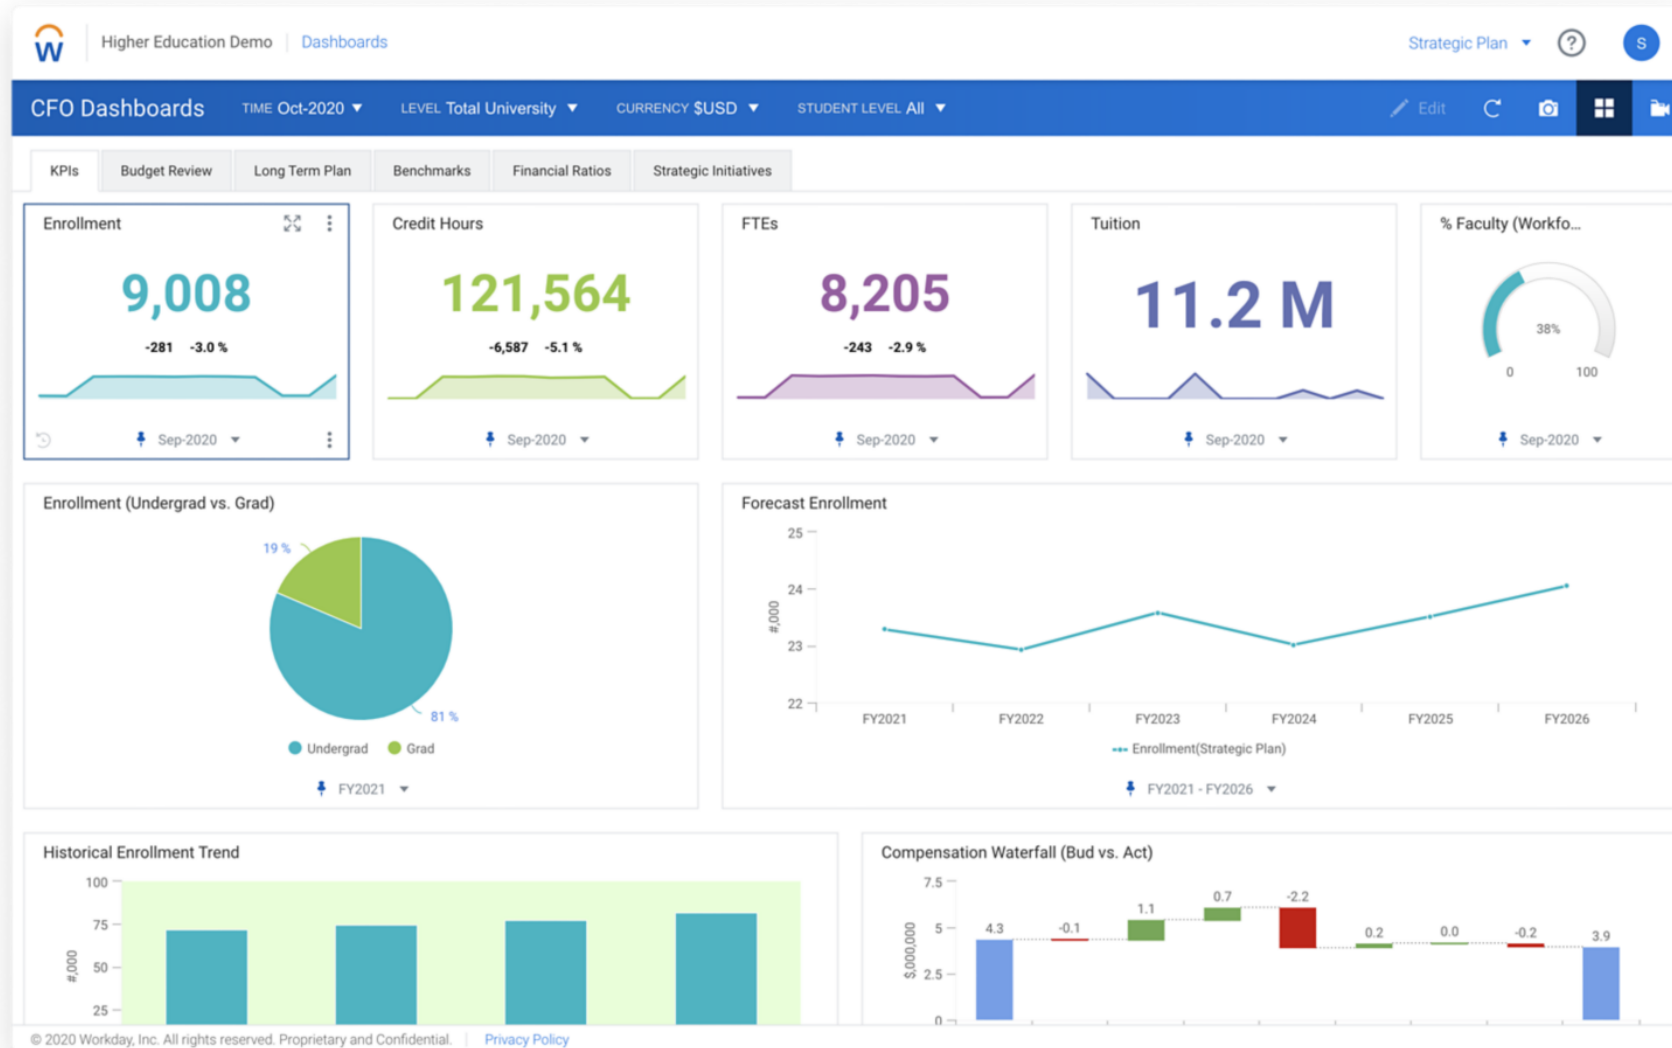 W Higher Education Demo Dashboards Strategic Plan ? S
CFO Dashboards TIME Oct-2020 LEVEL Total University CURRENCY $USD STUDENT LEVEL All Edit
KPIs Budget Review Long Term Plan Benchmarks Financial Ratios Strategic Initiatives
Enrollment
9,008
-281 -3.0 %
Sep-2020
Credit Hours
121,564
-6,587 -5.1 %
Sep-2020
FTEs
8,205
-243 -2.9 %
Sep-2020
Tuition
11.2 M
Sep-2020
% Faculty (Workfo...
38%
0 100
Sep-2020
Enrollment (Undergrad vs. Grad)
19 %
81 %
Undergrad Grad
FY2021
Forecast Enrollment
25
24
23
22
#,000
FY2021 FY2022 FY2023 FY2024 FY2025 FY2026
Enrollment(Strategic Plan)
FY2021 - FY2026
Historical Enrollment Trend
100
75
50
25
#,000
Compensation Waterfall (Bud vs. Act)
7.5
5
2.5
0
$,000,000
4.3 -0.1 1.1 0.7 -2.2 0.2 0.0 -0.2 3.9
© 2020 Workday, Inc. All rights reserved. Proprietary and Confidential. Privacy Policy